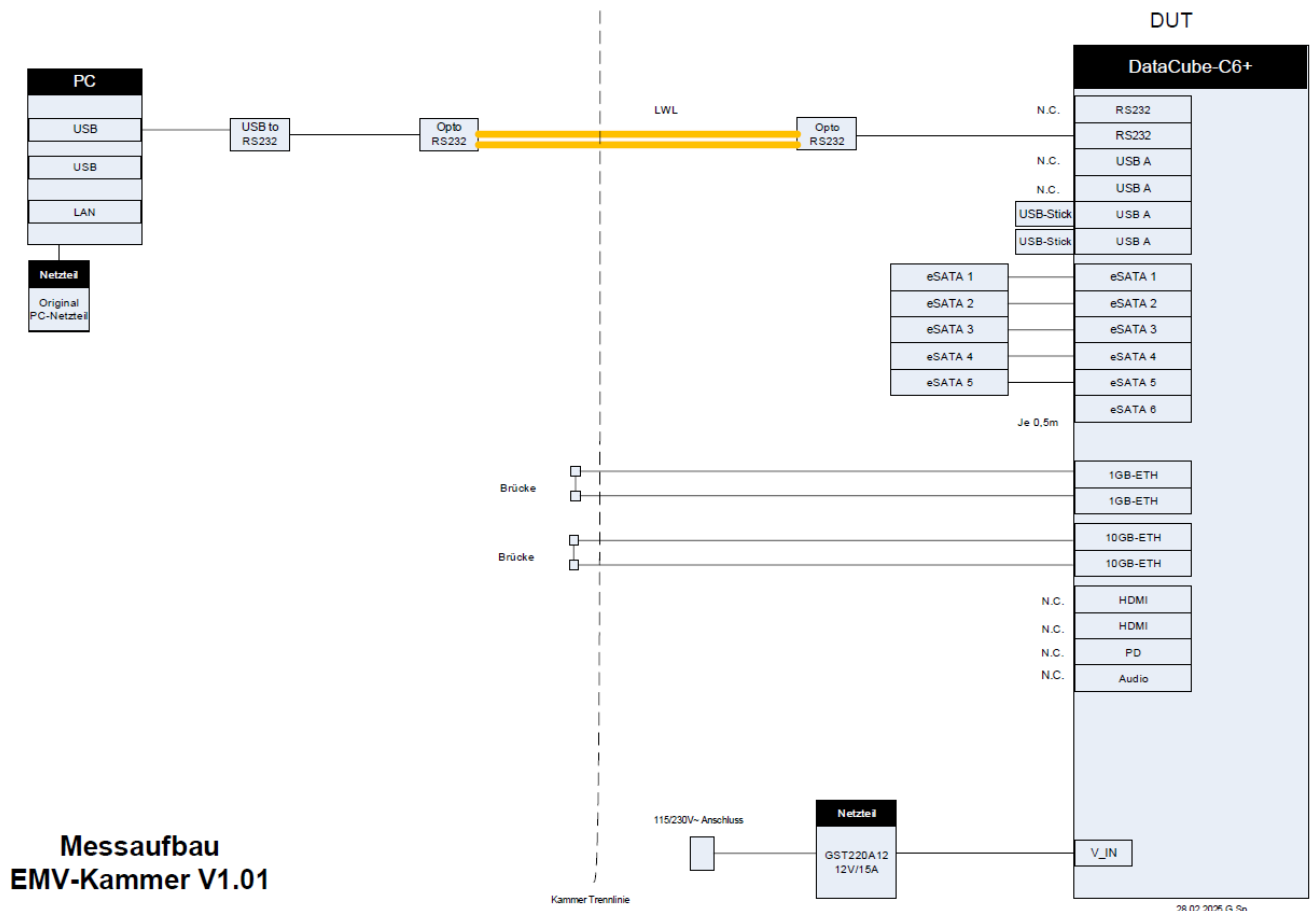 DUT
PC
USB
USB
LAN
Netzteil
Original
PC-Netzteil
USB to
RS232
Opto
RS232
LWL
Opto
RS232
DataCube-C6+
N.C.
RS232
RS232
N.C.
USB A
N.C.
USB A
USB-Stick
USB A
USB-Stick
USB A
eSATA 1
eSATA 1
eSATA 2
eSATA 2
eSATA 3
eSATA 3
eSATA 4
eSATA 4
eSATA 5
eSATA 5
eSATA 6
Je 0,5m
Brücke
1GB-ETH
1GB-ETH
Brücke
10GB-ETH
10GB-ETH
N.C.
HDMI
N.C.
HDMI
N.C.
PD
N.C.
Audio
115/230V~ Anschluss
Netzteil
GST220A12
12V/15A
V_IN
Messaufbau
EMV-Kammer V1.01
Kammer Trennlinie
28.02.2025 G.Sp